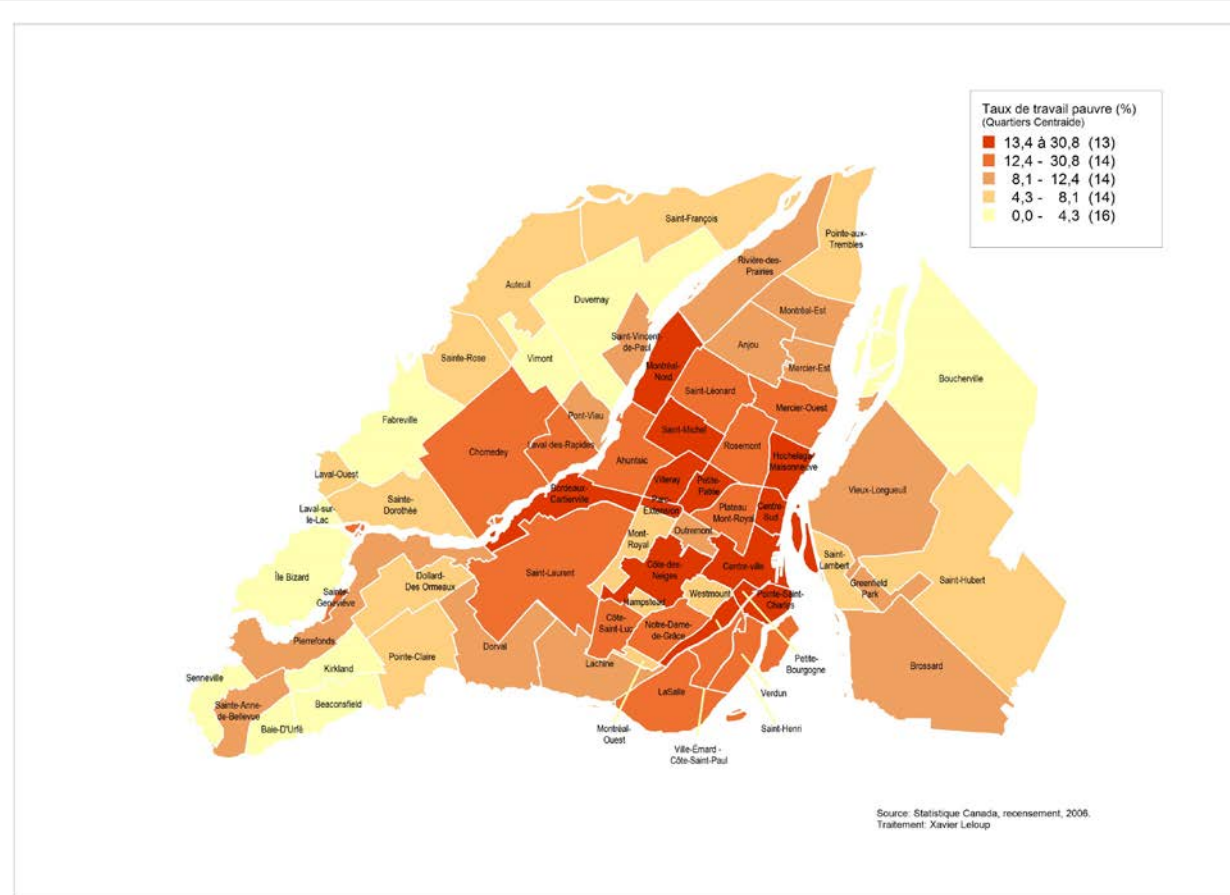 Taux de travail pauvre (%)
(Quartiers Centraide)
13,4 à 30,8 (13)
12,4 - 30,8 (14)
8,1 - 12,4 (14)
4,3 - 8,1 (14)
0,0 - 4,3 (16)
Saint-François
Pointe-aux-
Trembles
Rivière-des-
Prairies
Auteuil
Duvernay
Montréal-Est
Saint-Vincent
de-Paul
Anjou
Sainte-Rose
Vimont
Montréal-
Nord
Mercier-Est
Boucherville
Saint-Léonard
Mercier-Ouest
Fabreville
Pont-Viau
Saint-Michel
Laval-des-Rapides
Rosemont
Chomedey
Ahuntsic
Hochelaga-
Maisonneuve
Laval-Ouest
Villeray
Petite-
Patrie
Bordeaux-
Cartierville
Vieux-Longueuil
Sainte-
Dorothée
Parc-
Extension
Plateau
Mont-Royal
Centre-
Sud
Laval-sur-
le-Lac
Outremont
Mont-
Royal
Saint-
Lambert
Côte-des-
Neiges
Centre-ville
Saint-Laurent
Île Bizard
Dollard-
Des Ormeaux
Saint-Hubert
Greenfield
Park
Sainte-
Geneviève
Westmount
Hampstead
Pointe-Saint-
Charles
Côte-
Saint-Luc
Notre-Dame-
de-Grâce
Pierrefonds
Dorval
Pointe-Claire
Lachine
Petite-
Bourgogne
Brossard
Kirkland
Senneville
LaSalle
Verdun
Sainte-Anne-
de-Bellevue
Beaconsfield
Baie-D'Urfé
Montréal-
Ouest
Saint-Henri
Ville-Émard -
Côte-Saint-Paul
Source: Statistique Canada, recensement, 2006.
Traitement: Xavier Leloup